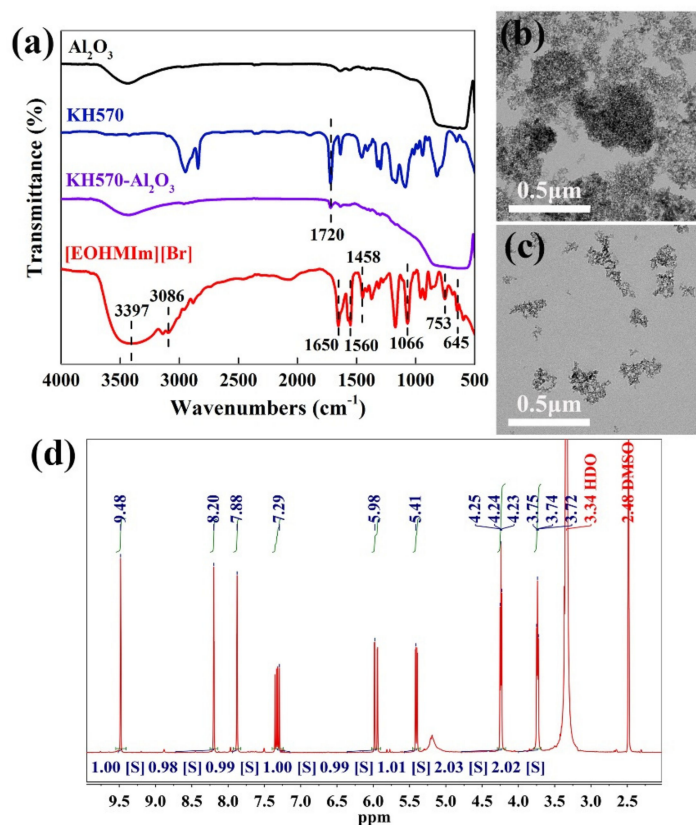 (a)
Al2O3
KH570
KH570-Al2O3
[EOHMIm][Br]
1720
3397
3086
1458
1650
1560
1066
753
645
Transmittance (%)
4000 3500 3000 2500 2000 1500 1000 500
Wavenumbers (cm-1)
(b)
0.5μm
(c)
0.5μm
(d)
9.48
8.20
7.88
7.29
5.98
5.41
4.25
4.24
4.23
3.75
3.74
3.72
3.34 HDO
2.48 DMSO
1.00 [S] 0.98 [S] 0.99 [S] 1.00 [S] 0.99 [S] 1.01 [S] 2.03 [S] 2.02 [S]
9.5 9.0 8.5 8.0 7.5 7.0 6.5 6.0 5.5 5.0 4.5 4.0 3.5 3.0 2.5
ppm